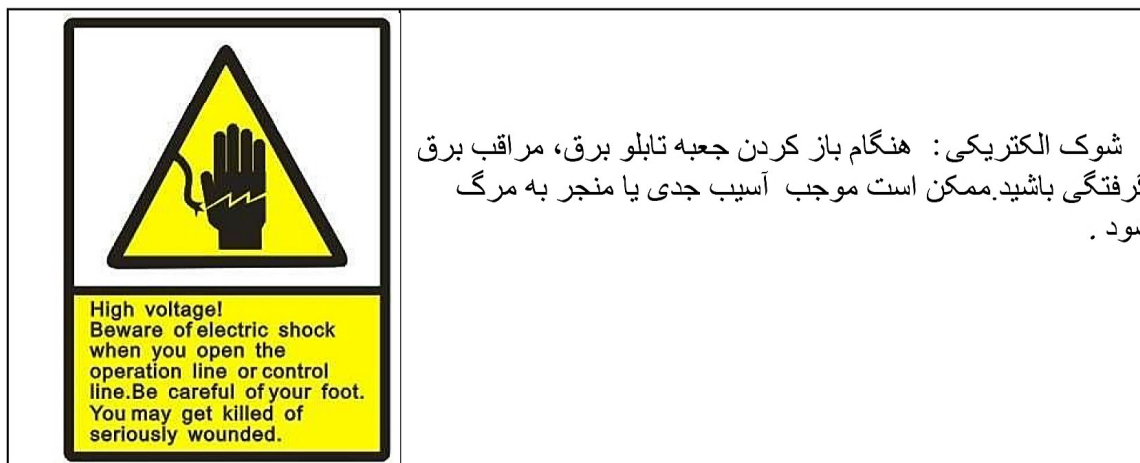 High voltage!
Beware of electric shock
when you open the
operation line or control
line.Be careful of your foot.
You may get killed of
seriously wounded.
شوک الکتریکی : هنگام باز کردن جعبه تابلو برق، مراقب برق
گرفتگی باشید.ممکن است موجب آسیب جدی یا منجر به مرگ
شود .